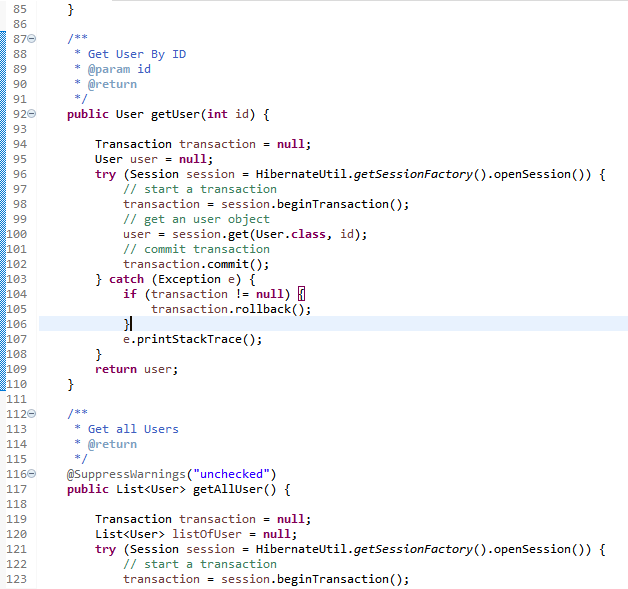 85 }
86
87 /**
88 * Get User By ID
89 * @param id
90 * @return
91 */
92 public User getUser(int id) {
93
94 Transaction transaction = null;
95 User user = null;
96 try (Session session = HibernateUtil.getSessionFactory().openSession()) {
97 // start a transaction
98 transaction = session.beginTransaction();
99 // get an user object
100 user = session.get(User.class, id);
101 // commit transaction
102 transaction.commit();
103 } catch (Exception e) {
104 if (transaction != null) {
105 transaction.rollback();
106 }
107 e.printStackTrace();
108 }
109 return user;
110 }
111
112 /**
113 * Get all Users
114 * @return
115 */
116 @SuppressWarnings("unchecked")
117 public List<User> getAllUser() {
118
119 Transaction transaction = null;
120 List<User> listOfUser = null;
121 try (Session session = HibernateUtil.getSessionFactory().openSession()) {
122 // start a transaction
123 transaction = session.beginTransaction();